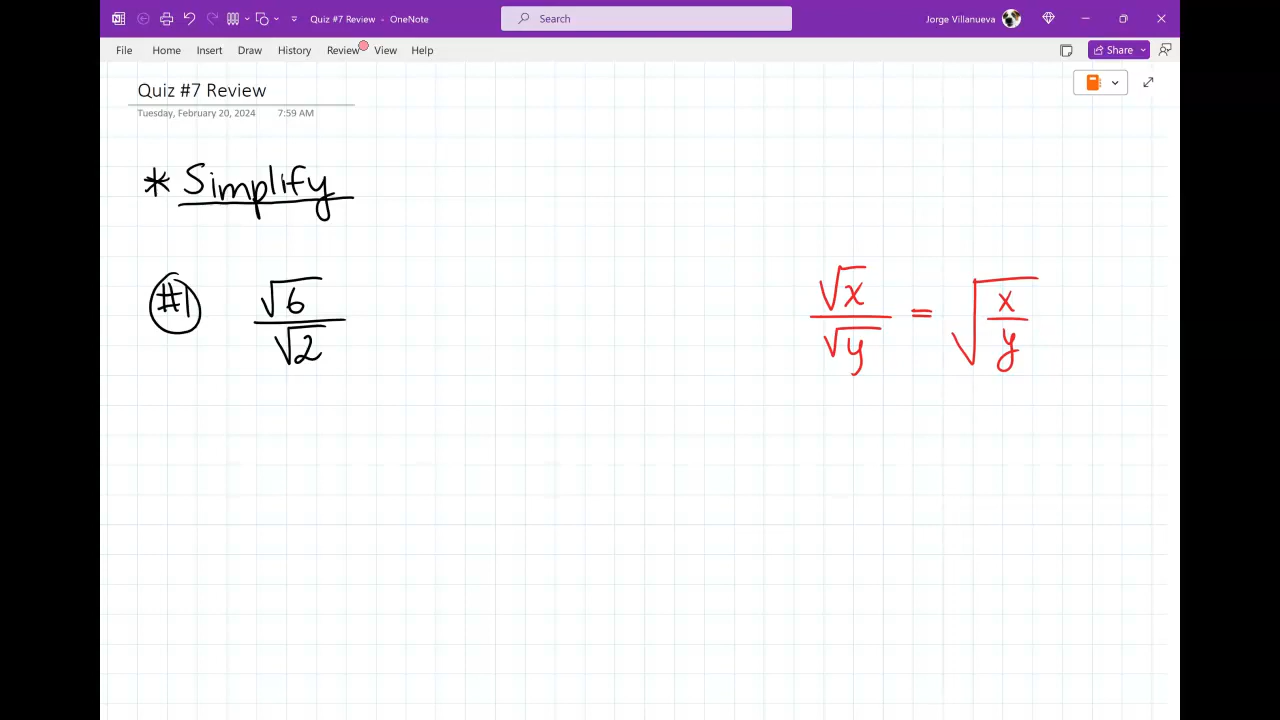 Quiz #7 Review - OneNote
Search
Jorge Villanueva
Share
File Home Insert Draw History Review View Help
Quiz #7 Review
Tuesday, February 20, 2024 7:59 AM
* Simplify
#1 √6/√2
√x/√y = √(x/y)